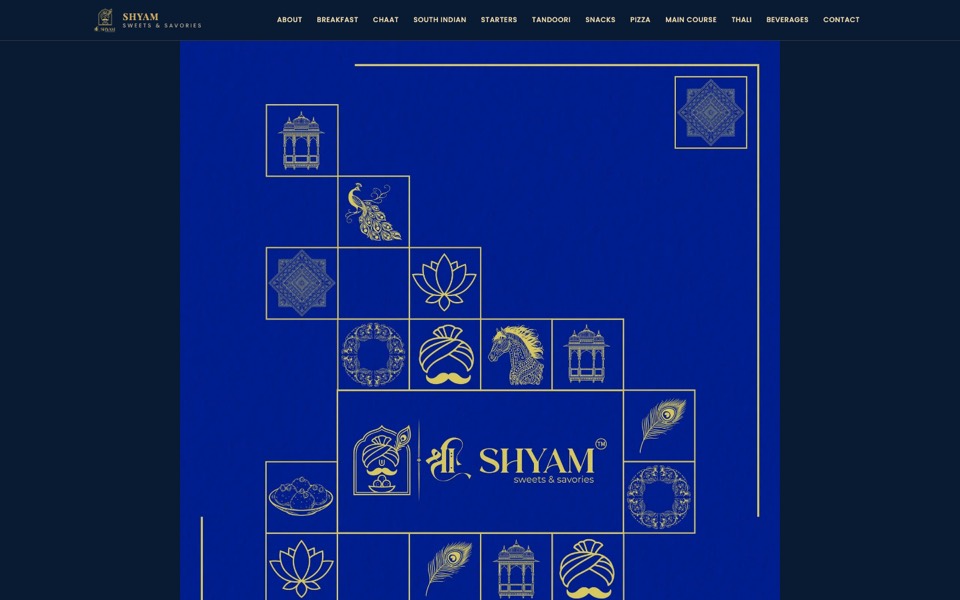 SHYAM
SWEETS & SAVORIES
ABOUT BREAKFAST CHAAT SOUTH INDIAN STARTERS TANDOORI SNACKS PIZZA MAIN COURSE THALI BEVERAGES CONTACT
श्री SHYAM TM
sweets & savories